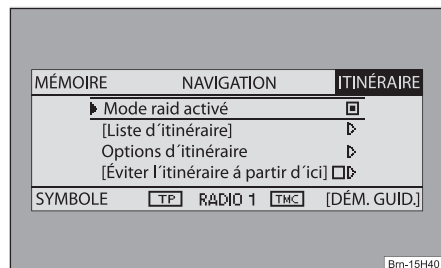 MÉMOIRE NAVIGATION ITINÉRAIRE
Mode raid activé
[Liste d´itinéraire]
Options d´itinéraire
[Éviter l´itinéraire á partir d´ici]
SYMBOLE TP RADIO 1 TMC [DÉM. GUID.]
Brn-15H40